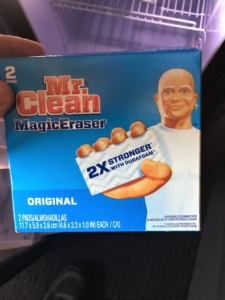 2
Mr.
Clean
MagicEraser
2X STRONGER*
WITH DURAFOAM™
ORIGINAL
2 PADS/ALMOHADILLAS
11.7 x 5.9 x 2.6 cm (4.6 x 2.3 x 1.0 IN) EACH / C/U